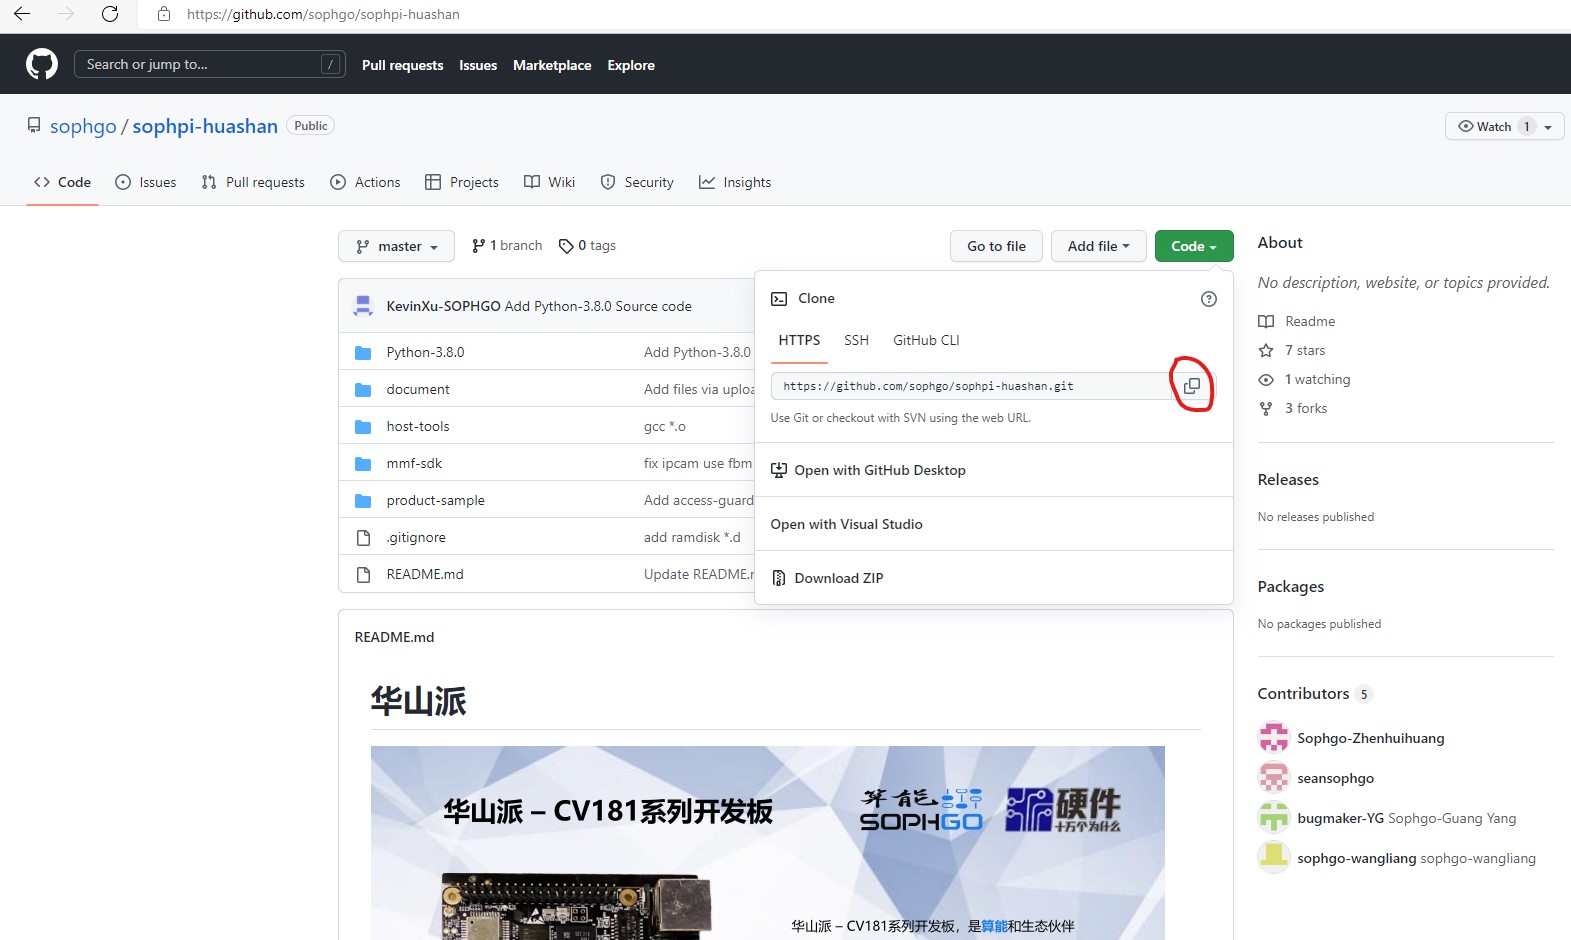 https://github.com/sophgo/sophpi-huashan
Search or jump to... /
Pull requests Issues Marketplace Explore
sophgo / sophpi-huashan Public
Watch 1
Code Issues Pull requests Actions Projects Wiki Security Insights
master 1 branch 0 tags Go to file Add file Code
KevinXu-SOPHGO Add Python-3.8.0 Source code
Python-3.8.0 Add Python-3.8.0
document Add files via uploa
host-tools gcc *.o
mmf-sdk fix ipcam use fbm
product-sample Add access-guard
.gitignore add ramdisk *.d
README.md Update README.m
Clone
HTTPS SSH GitHub CLI
https://github.com/sophgo/sophpi-huashan.git
Use Git or checkout with SVN using the web URL.
Open with GitHub Desktop
Open with Visual Studio
Download ZIP
README.md
华山派
华山派 – CV181系列开发板
算能
SOPHGO
硬件
十万个为什么
华山派 – CV181系列开发板，是算能和生态伙伴
About
No description, website, or topics provided.
Readme
7 stars
1 watching
3 forks
Releases
No releases published
Packages
No packages published
Contributors 5
Sophgo-Zhenhuihuang
seansophgo
bugmaker-YG Sophgo-Guang Yang
sophgo-wangliang sophgo-wangliang